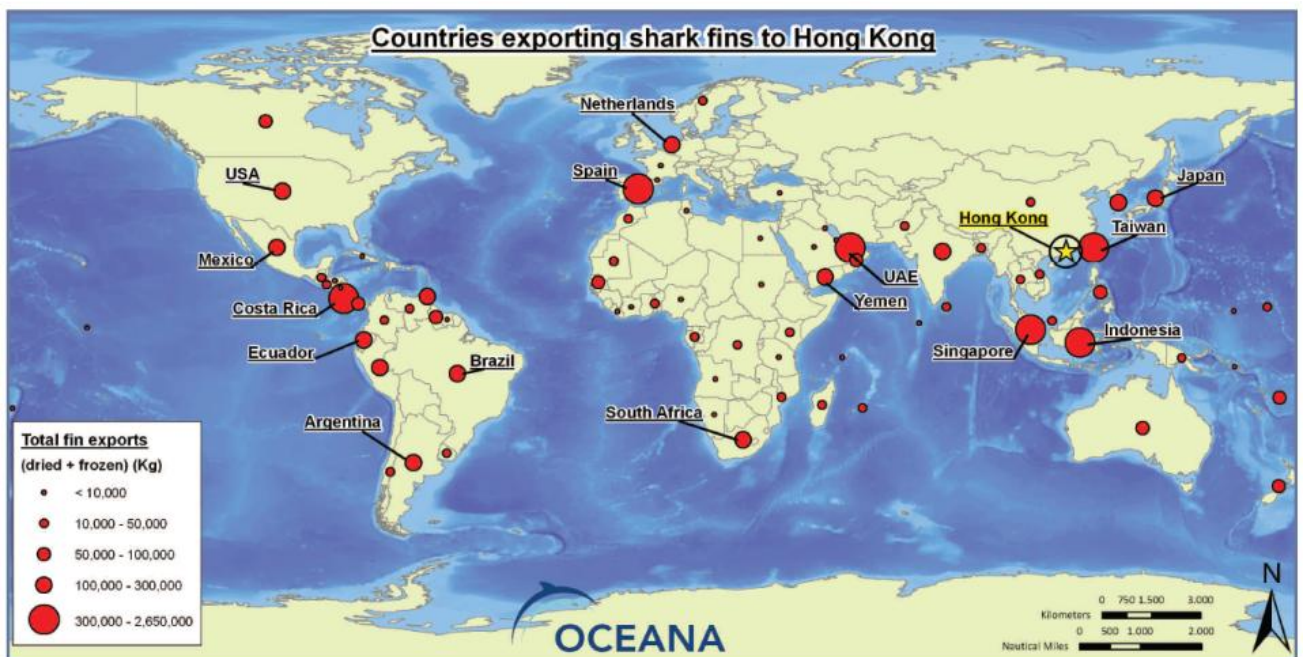 Countries exporting shark fins to Hong Kong
Netherlands
USA
Spain
Japan
Hong Kong
Taiwan
Mexico
UAE
Yemen
Costa Rica
Indonesia
Ecuador
Singapore
Brazil
South Africa
Argentina
Total fin exports
(dried + frozen) (Kg)
< 10,000
10,000 - 50,000
50,000 - 100,000
100,000 - 300,000
300,000 - 2,650,000
OCEANA
N
0 750 1.500 3.000
Kilometers
0 500 1.000 2.000
Nautical Miles